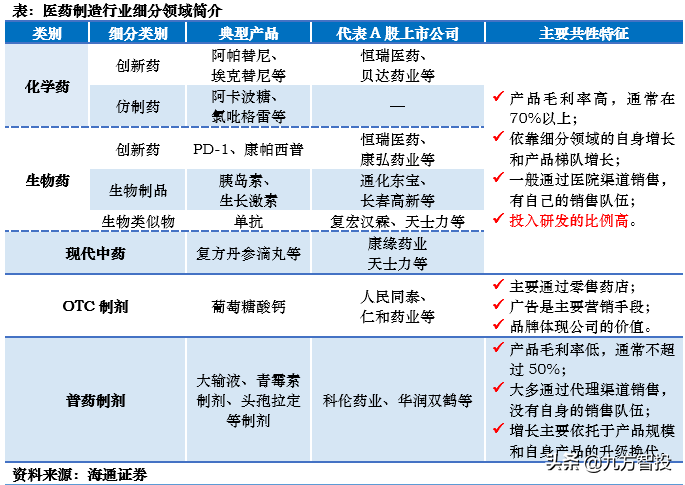 表：医药制造行业细分领域简介
类别 细分类别 典型产品 代表 A 股上市公司 主要共性特征
化学药
创新药
阿帕替尼、
埃克替尼等
恒瑞医药、
贝达药业等
仿制药
阿卡波糖、
氯吡格雷等
—
生物药
创新药
PD-1、康帕西普
恒瑞医药、
康弘药业等
生物制品
胰岛素、
生长激素
通化东宝、
长春高新等
生物类似物
单抗
复宏汉霖、天士力等
现代中药
复方丹参滴丸等
康缘药业
天士力等
✓ 产品毛利率高，通常在
70%以上；
✓ 依靠细分领域的自身增长
和产品梯队增长；
✓ 一般通过医院渠道销售，
有自己的销售队伍；
✓ 投入研发的比例高。
OTC 制剂
葡萄糖酸钙
人民同泰、
仁和药业等
✓ 主要通过零售药店；
✓ 广告是主要营销手段；
✓ 品牌体现公司的价值。
普药制剂
大输液、青霉素
制剂、头孢拉定
等制剂
科伦药业、华润双鹤等
✓ 产品毛利率低，通常不超
过 50%；
✓ 大多通过代理渠道销售，
没有自身的销售队伍；
✓ 增长主要依托于产品规模
和自身产品的升级换代。
资料来源：海通证券
头条 @九方智投